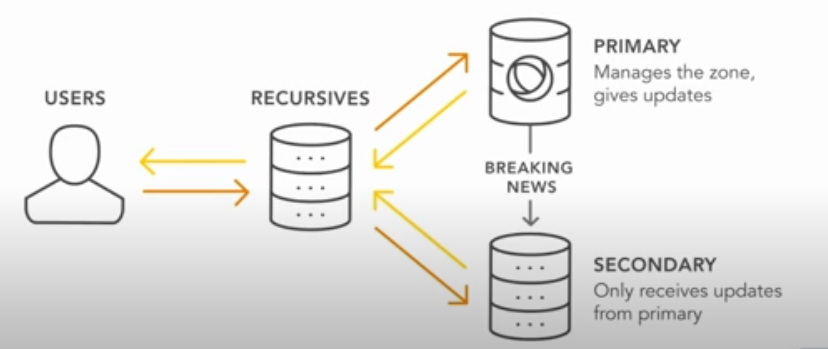 USERS
RECURSIVES
PRIMARY
Manages the zone,
gives updates
BREAKING
NEWS
SECONDARY
Only receives updates
from primary